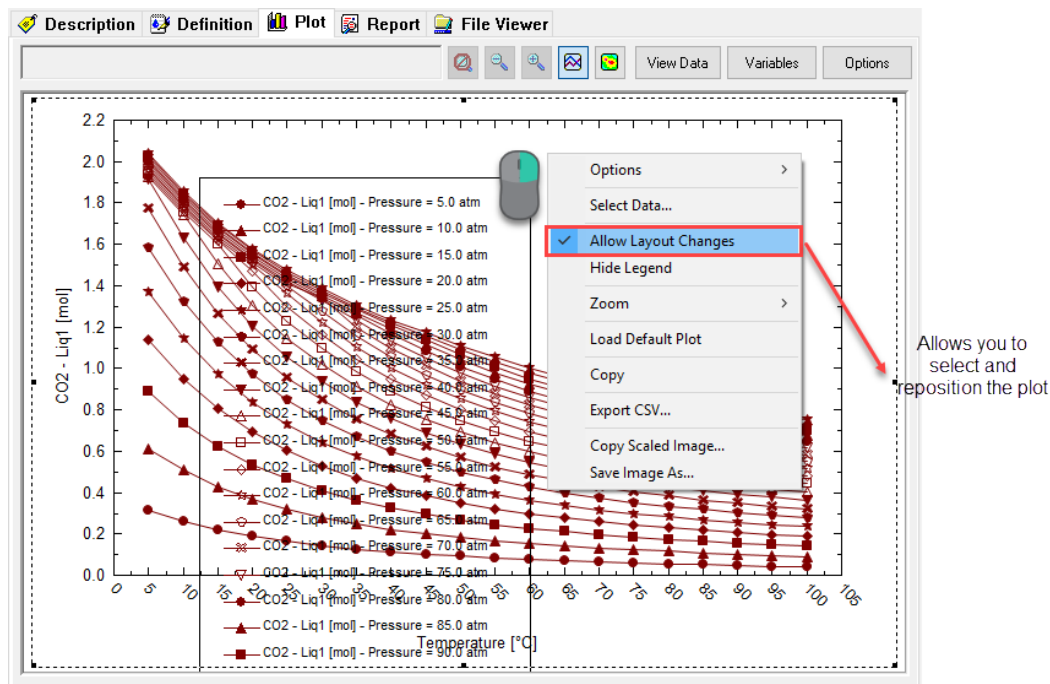 Description Definition Plot Report File Viewer
View Data Variables Options
2.2
2.0
1.8
1.6
1.4
1.2
1.0
0.8
0.6
0.4
0.2
0.0
CO2 - Liq1 [mol]
CO2 - Liq1 [mol] - Pressure = 5.0 atm
CO2 - Liq1 [mol] - Pressure = 10.0 atm
CO2 - Liq1 [mol] - Pressure = 15.0 atm
CO2 - Liq1 [mol] - Pressure = 20.0 atm
CO2 - Liq1 [mol] - Pressure = 25.0 atm
CO2 - Liq1 [mol] - Pressure = 30.0 atm
CO2 - Liq1 [mol] - Pressure = 35.0 atm
CO2 - Liq1 [mol] - Pressure = 40.0 atm
CO2 - Liq1 [mol] - Pressure = 45.0 atm
CO2 - Liq1 [mol] - Pressure = 50.0 atm
CO2 - Liq1 [mol] - Pressure = 55.0 atm
CO2 - Liq1 [mol] - Pressure = 60.0 atm
CO2 - Liq1 [mol] - Pressure = 65.0 atm
CO2 - Liq1 [mol] - Pressure = 70.0 atm
CO2 - Liq1 [mol] - Pressure = 75.0 atm
CO2 - Liq1 [mol] - Pressure = 80.0 atm
CO2 - Liq1 [mol] - Pressure = 85.0 atm
CO2 - Liq1 [mol] - Pressure = 90.0 atm
Options
Select Data...
Allow Layout Changes
Hide Legend
Zoom
Load Default Plot
Copy
Export CSV...
Copy Scaled Image...
Save Image As...
Allows you to
select and
reposition the plot
0 5 10 15 20 25 30 35 40 45 50 55 60 65 70 75 80 85 90 95 100 105
Temperature [°C]